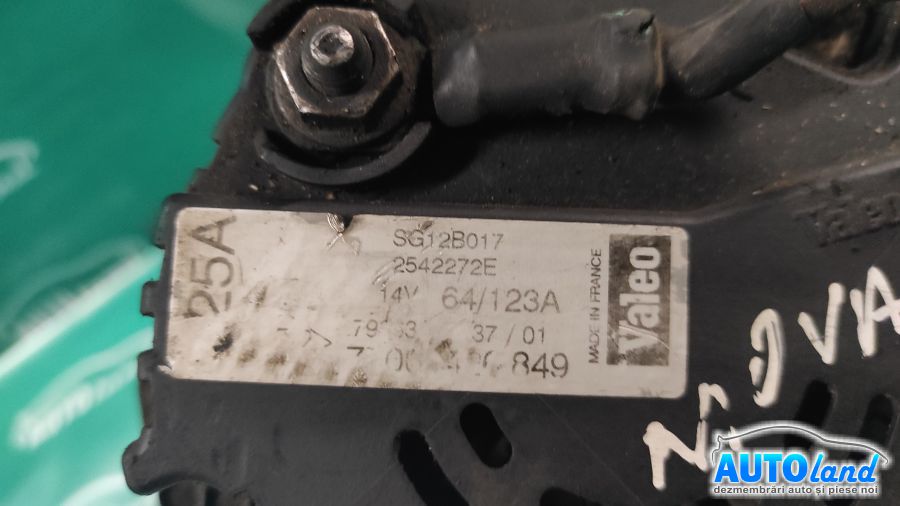 25A
SG12B017
2542272E
14V 64/123A
37 / 01
849
MADE IN FRANCE
Valeo
AUTOland
dezmembrări auto și piese noi